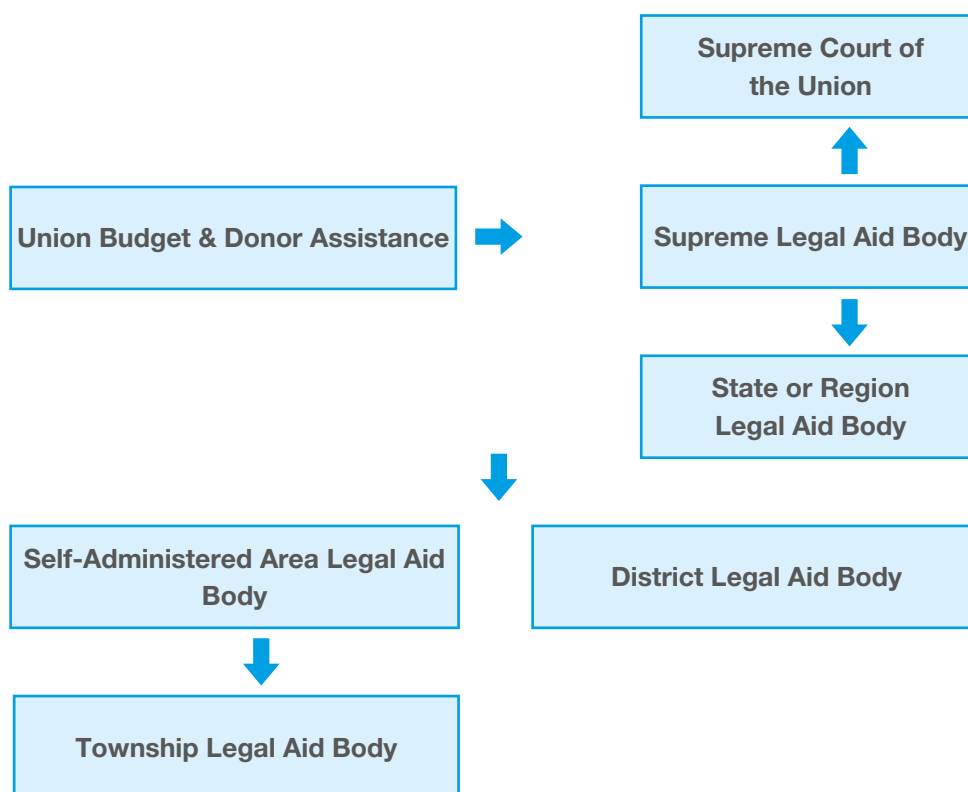 Supreme Court of
the Union
Union Budget & Donor Assistance
Supreme Legal Aid Body
State or Region
Legal Aid Body
Self-Administered Area Legal Aid
Body
District Legal Aid Body
Township Legal Aid Body